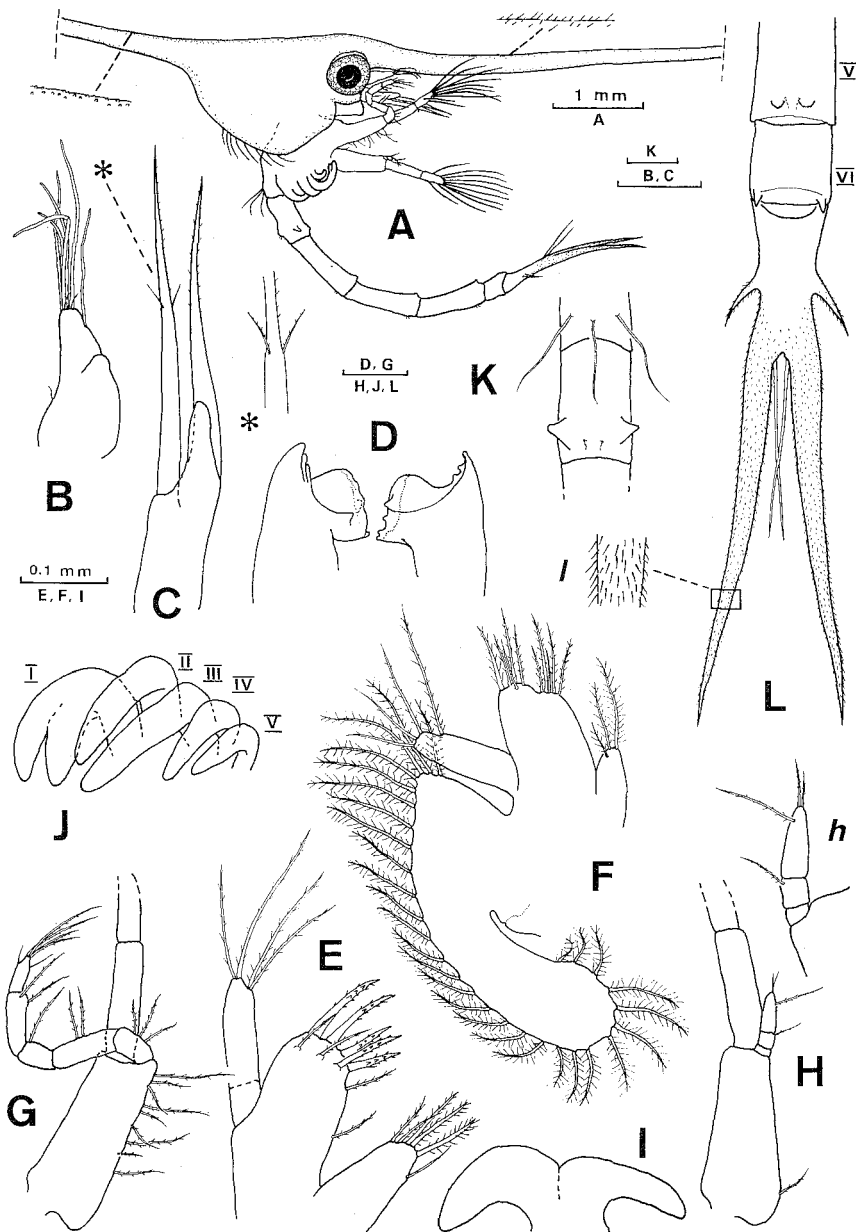 1 mm
A
K
B, C
V
VI
*
A
B
C
D, G
H, J, L
*
D
K
l
L
0.1 mm
E, F, I
I
II
III
IV
V
J
F
h
G
E
H
I